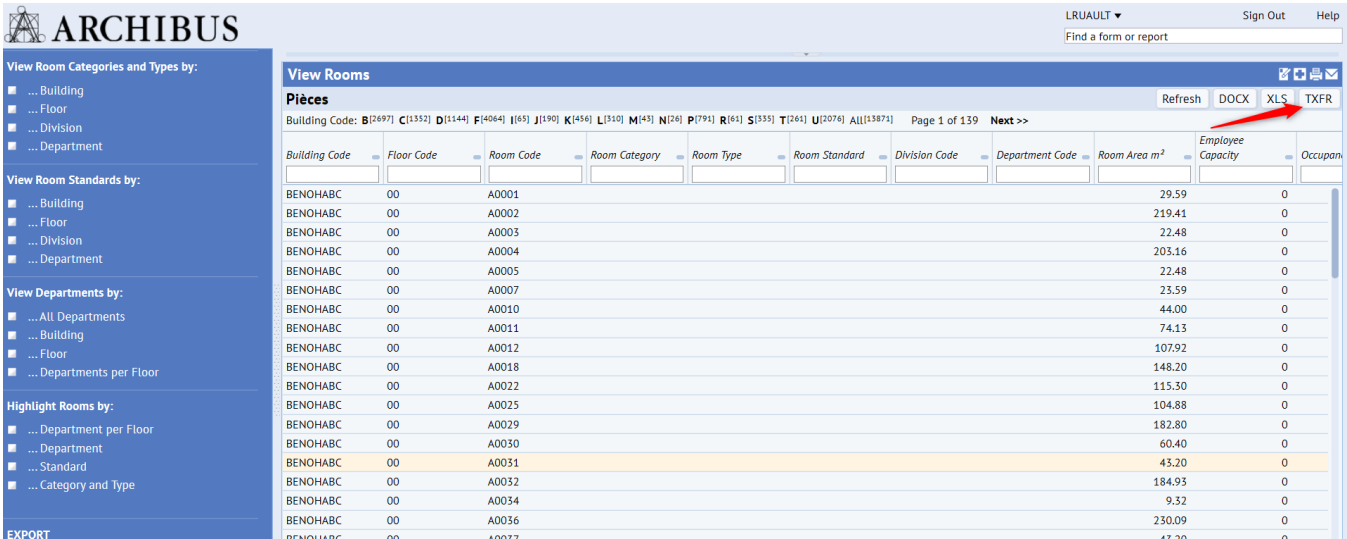 ARCHIBUS
LRUAULT
Sign Out
Help
Find a form or report
View Room Categories and Types by:
... Building
... Floor
... Division
... Department
View Room Standards by:
... Building
... Floor
... Division
... Department
View Departments by:
... All Departments
... Building
... Floor
... Departments per Floor
Highlight Rooms by:
... Department per Floor
... Department
... Standard
... Category and Type
EXPORT
View Rooms
Pièces
Refresh DOCX XLS TXFR
Building Code: B[2697] C[1352] D[1144] F[4064] I[65] J[190] K[456] L[310] M[43] N[26] P[791] R[61] S[335] T[261] U[2076] All[13871] Page 1 of 139 Next >>
Building Code Floor Code Room Code Room Category Room Type Room Standard Division Code Department Code Room Area m² Employee Capacity Occupan
BENOHABC 00 A0001 29.59 0
BENOHABC 00 A0002 219.41 0
BENOHABC 00 A0003 22.48 0
BENOHABC 00 A0004 203.16 0
BENOHABC 00 A0005 22.48 0
BENOHABC 00 A0007 23.59 0
BENOHABC 00 A0010 44.00 0
BENOHABC 00 A0011 74.13 0
BENOHABC 00 A0012 107.92 0
BENOHABC 00 A0018 148.20 0
BENOHABC 00 A0022 115.30 0
BENOHABC 00 A0025 104.88 0
BENOHABC 00 A0029 182.80 0
BENOHABC 00 A0030 60.40 0
BENOHABC 00 A0031 43.20 0
BENOHABC 00 A0032 184.93 0
BENOHABC 00 A0034 9.32 0
BENOHABC 00 A0036 230.09 0
BENOHABC 00 A0037 43.20 0